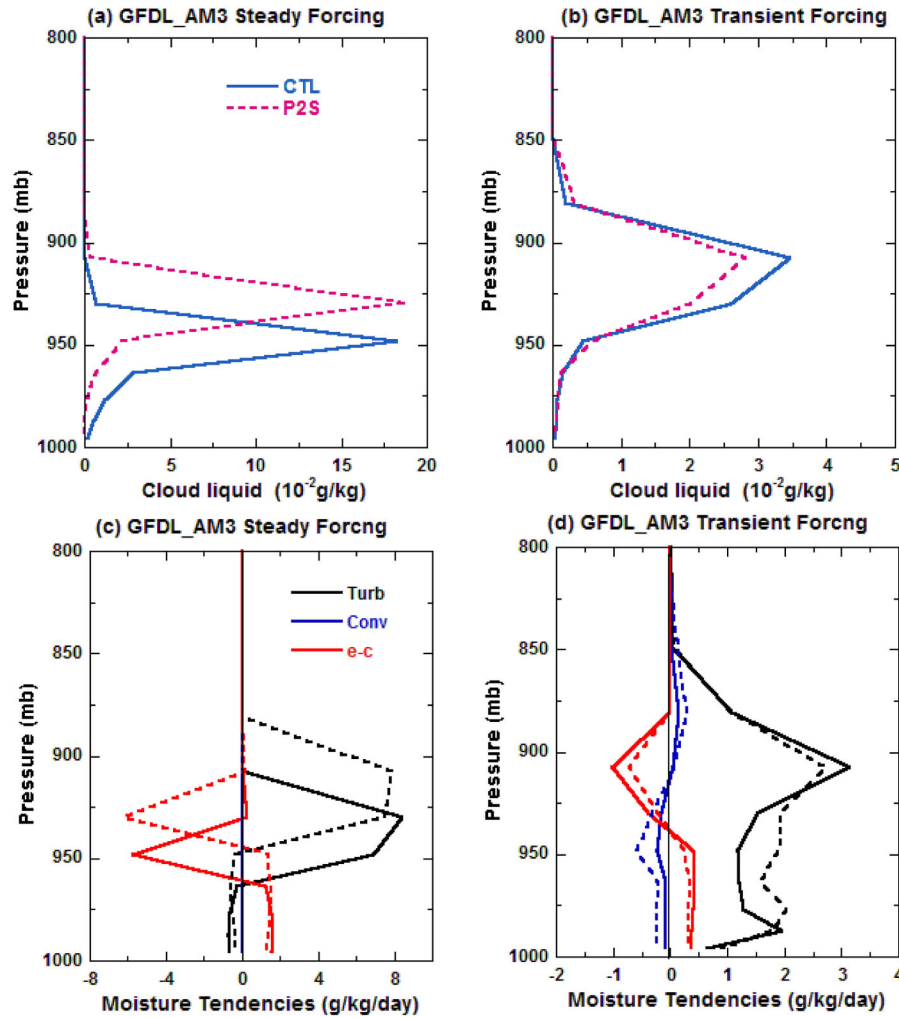 (a) GFDL_AM3 Steady Forcing
(b) GFDL_AM3 Transient Forcing
800
850
900
950
1000
Pressure (mb)
CTL
P2S
0
5
10
15
20
Cloud liquid (10-2g/kg)
800
850
900
950
1000
Pressure (mb)
0
1
2
3
4
5
Cloud liquid (10-2g/kg)
(c) GFDL_AM3 Steady Forcng
(d) GFDL_AM3 Transient Forcng
800
850
900
950
1000
Pressure (mb)
Turb
Conv
e-c
-8
-4
0
4
8
Moisture Tendencies (g/kg/day)
800
850
900
950
1000
Pressure (mb)
-2
-1
0
1
2
3
4
Moisture Tendencies (g/kg/day)